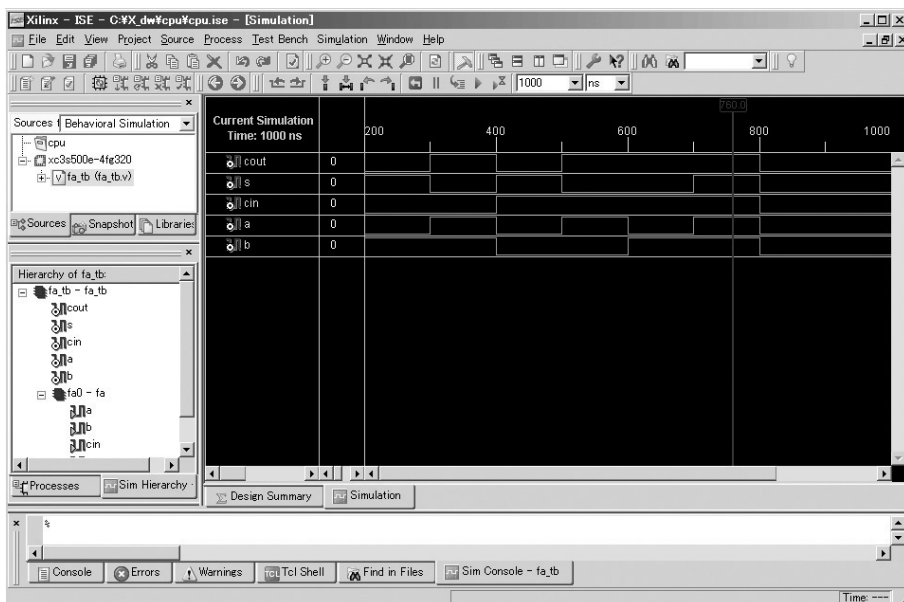 Xilinx - ISE - C:¥X_dw¥cpu¥cpu.ise - [Simulation]
File Edit View Project Source Process Test Bench Simulation Window Help
1000 ns
Sources f Behavioral Simulation
cpu
xc3s500e-4fg320
fa_tb (fa_tb.v)
Sources Snapshot Libraries
Hierarchy of fa_tb:
fa_tb - fa_tb
cout
s
cin
a
b
fa0 - fa
a
b
cin
Processes Sim Hierarchy
Current Simulation
Time: 1000 ns
760.0
200 400 600 800 1000
cout 0
s 0
cin 0
a 0
b 0
Design Summary Simulation
%
Console Errors Warnings TCL Tcl Shell Find in Files Sim Console - fa_tb
Time: ---